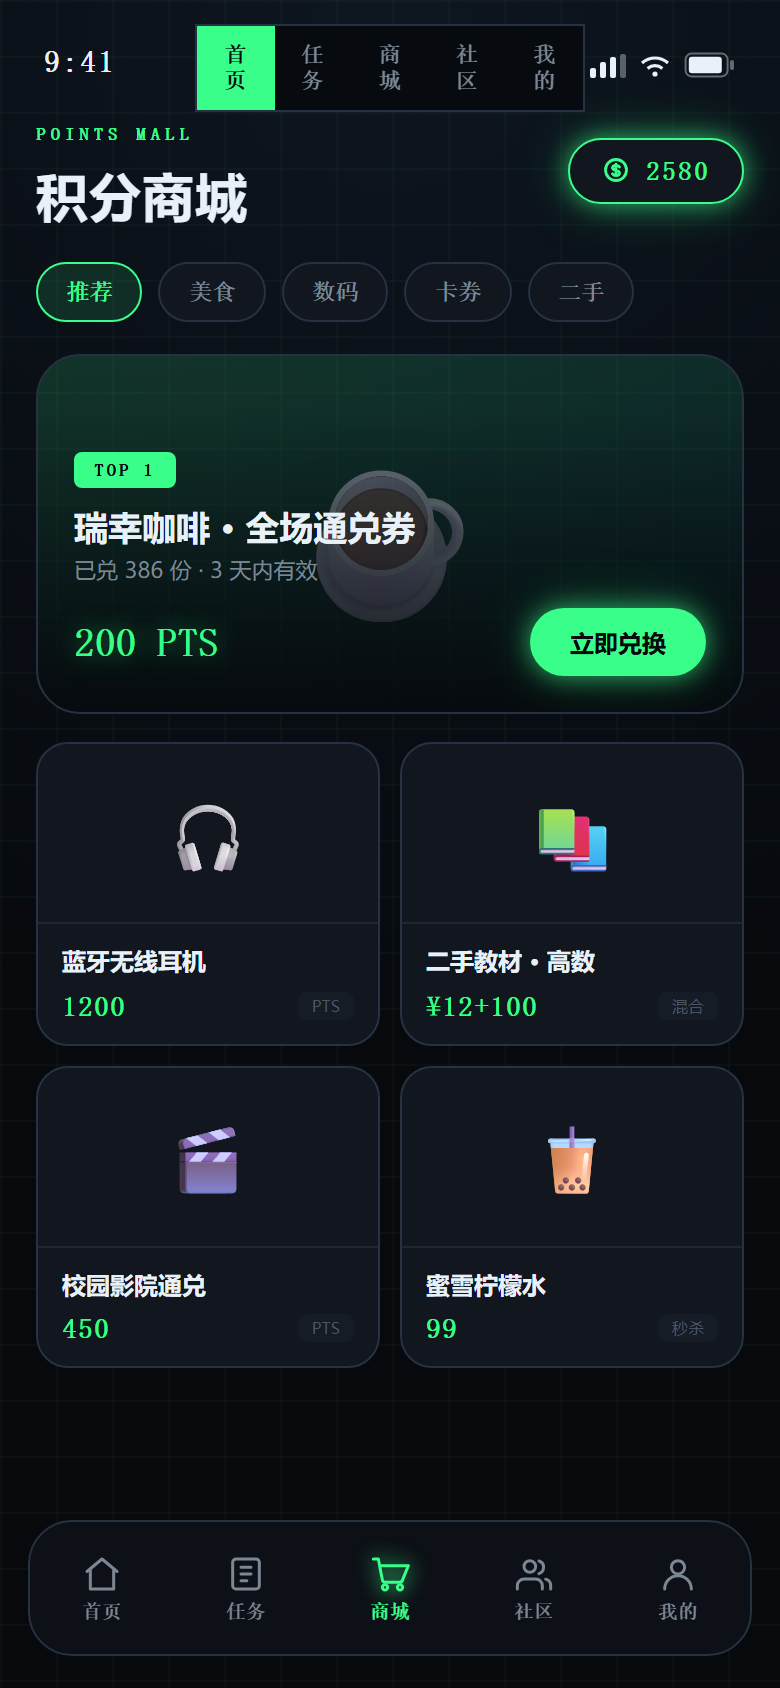 9:41
首页
任务
商城
社区
我的
POINTS MALL
积分商城
2580
推荐
美食
数码
卡券
二手
TOP 1
瑞幸咖啡·全场通兑券
已兑 386 份 · 3 天内有效
200 PTS
立即兑换
蓝牙无线耳机
1200
PTS
二手教材·高数
¥12+100
混合
校园影院通兑
450
PTS
蜜雪柠檬水
99
秒杀
首页
任务
商城
社区
我的